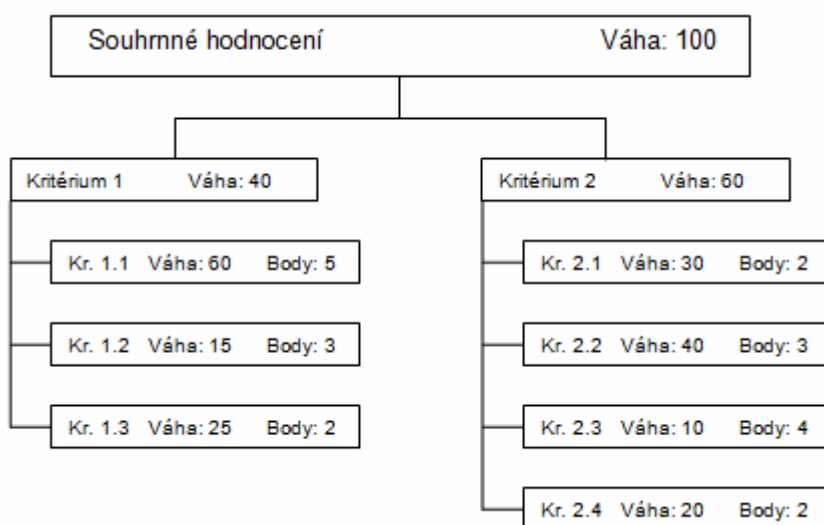 Souhrnné hodnocení Váha: 100
Kritérium 1 Váha: 40
Kr. 1.1 Váha: 60 Body: 5
Kr. 1.2 Váha: 15 Body: 3
Kr. 1.3 Váha: 25 Body: 2
Kritérium 2 Váha: 60
Kr. 2.1 Váha: 30 Body: 2
Kr. 2.2 Váha: 40 Body: 3
Kr. 2.3 Váha: 10 Body: 4
Kr. 2.4 Váha: 20 Body: 2